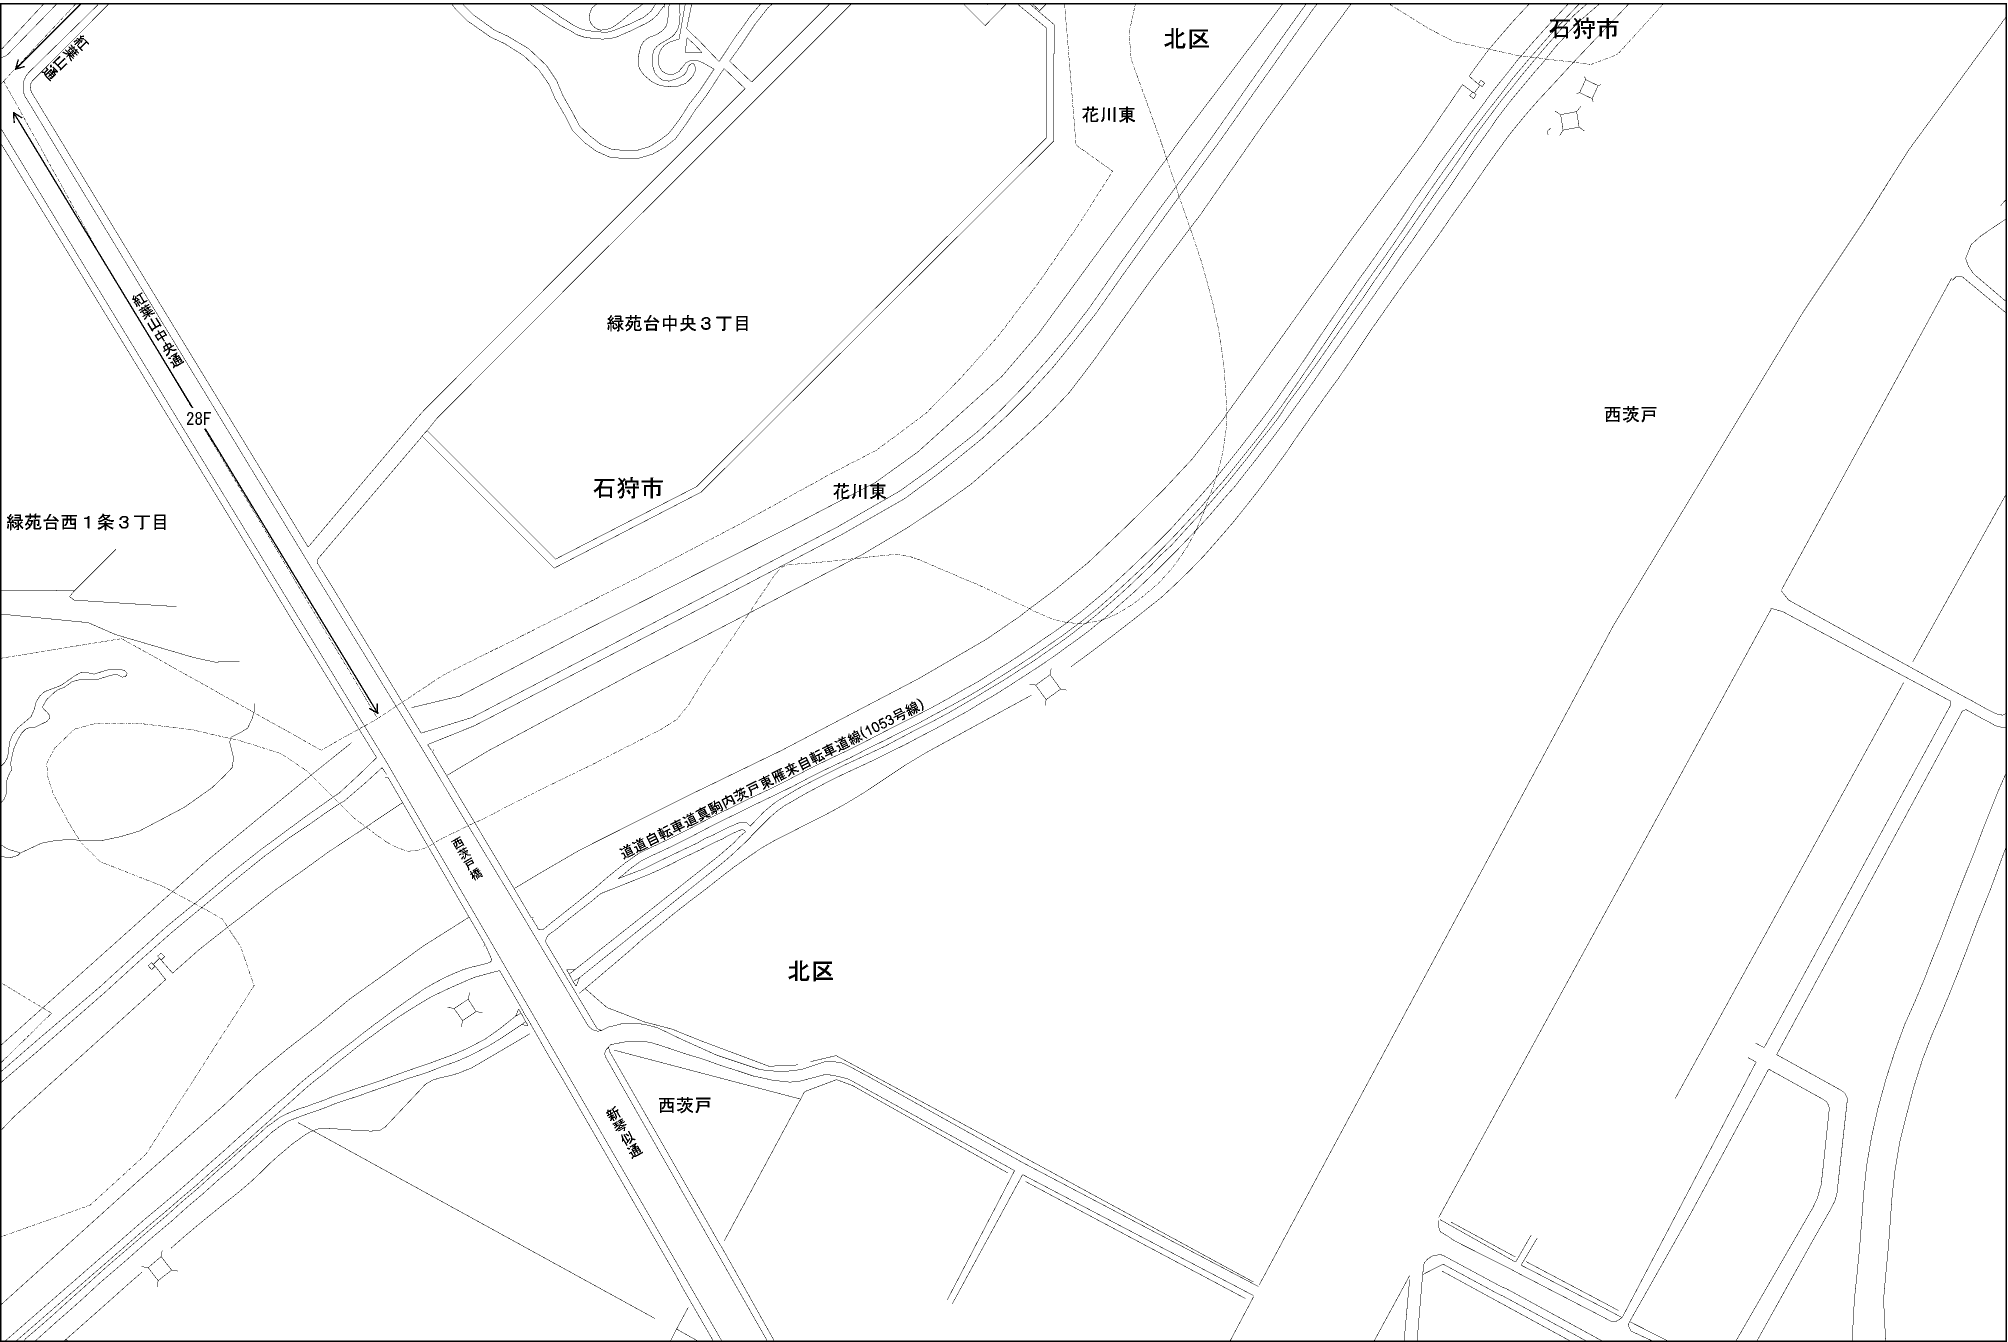 石狩市
北区
紅葉山通
花川東
紅葉山中央通
緑苑台中央３丁目
西茨戸
28F
石狩市
花川東
緑苑台西１条３丁目
道道自転車道真駒内茨戸東雁来自転車道線(1053号線)
西茨戸橋
北区
西茨戸
新琴似通